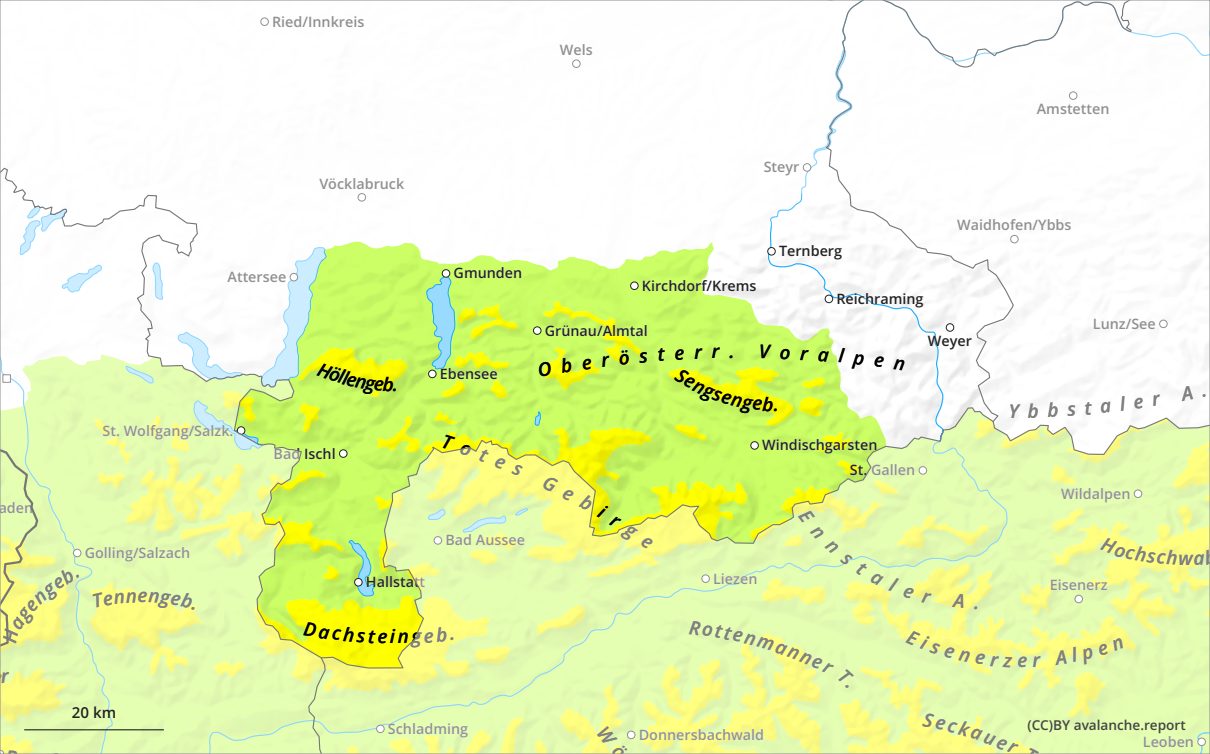 Ried/Innkreis
Wels
Amstetten
Steyr
Vöcklabruck
Waidhofen/Ybbs
Ternberg
Attersee
Gmunden
Kirchdorf/Krems
Reichraming
Lunz/See
Grünau/Almtal
Weyer
Oberösterr. Voralpen
Höllengeb.
Ebensee
Sengsengeb.
Ybbstaler A.
St. Wolfgang/Salzk.
Totes Gebirge
Windischgarsten
Bad Ischl
St. Gallen
Wildalpen
aden
Ennstaler A.
Bad Aussee
Golling/Salzach
Hochschwab
Hallstatt
Liezen
Eisenerz
Hagengeb.
Tennengeb.
Dachsteingeb.
Rottenmanner T.
Eisenerzer Alpen
r
20 km
Schladming
Donnersbachwald
Seckauer T
(CC)BY avalanche.report
Leoben
Wö